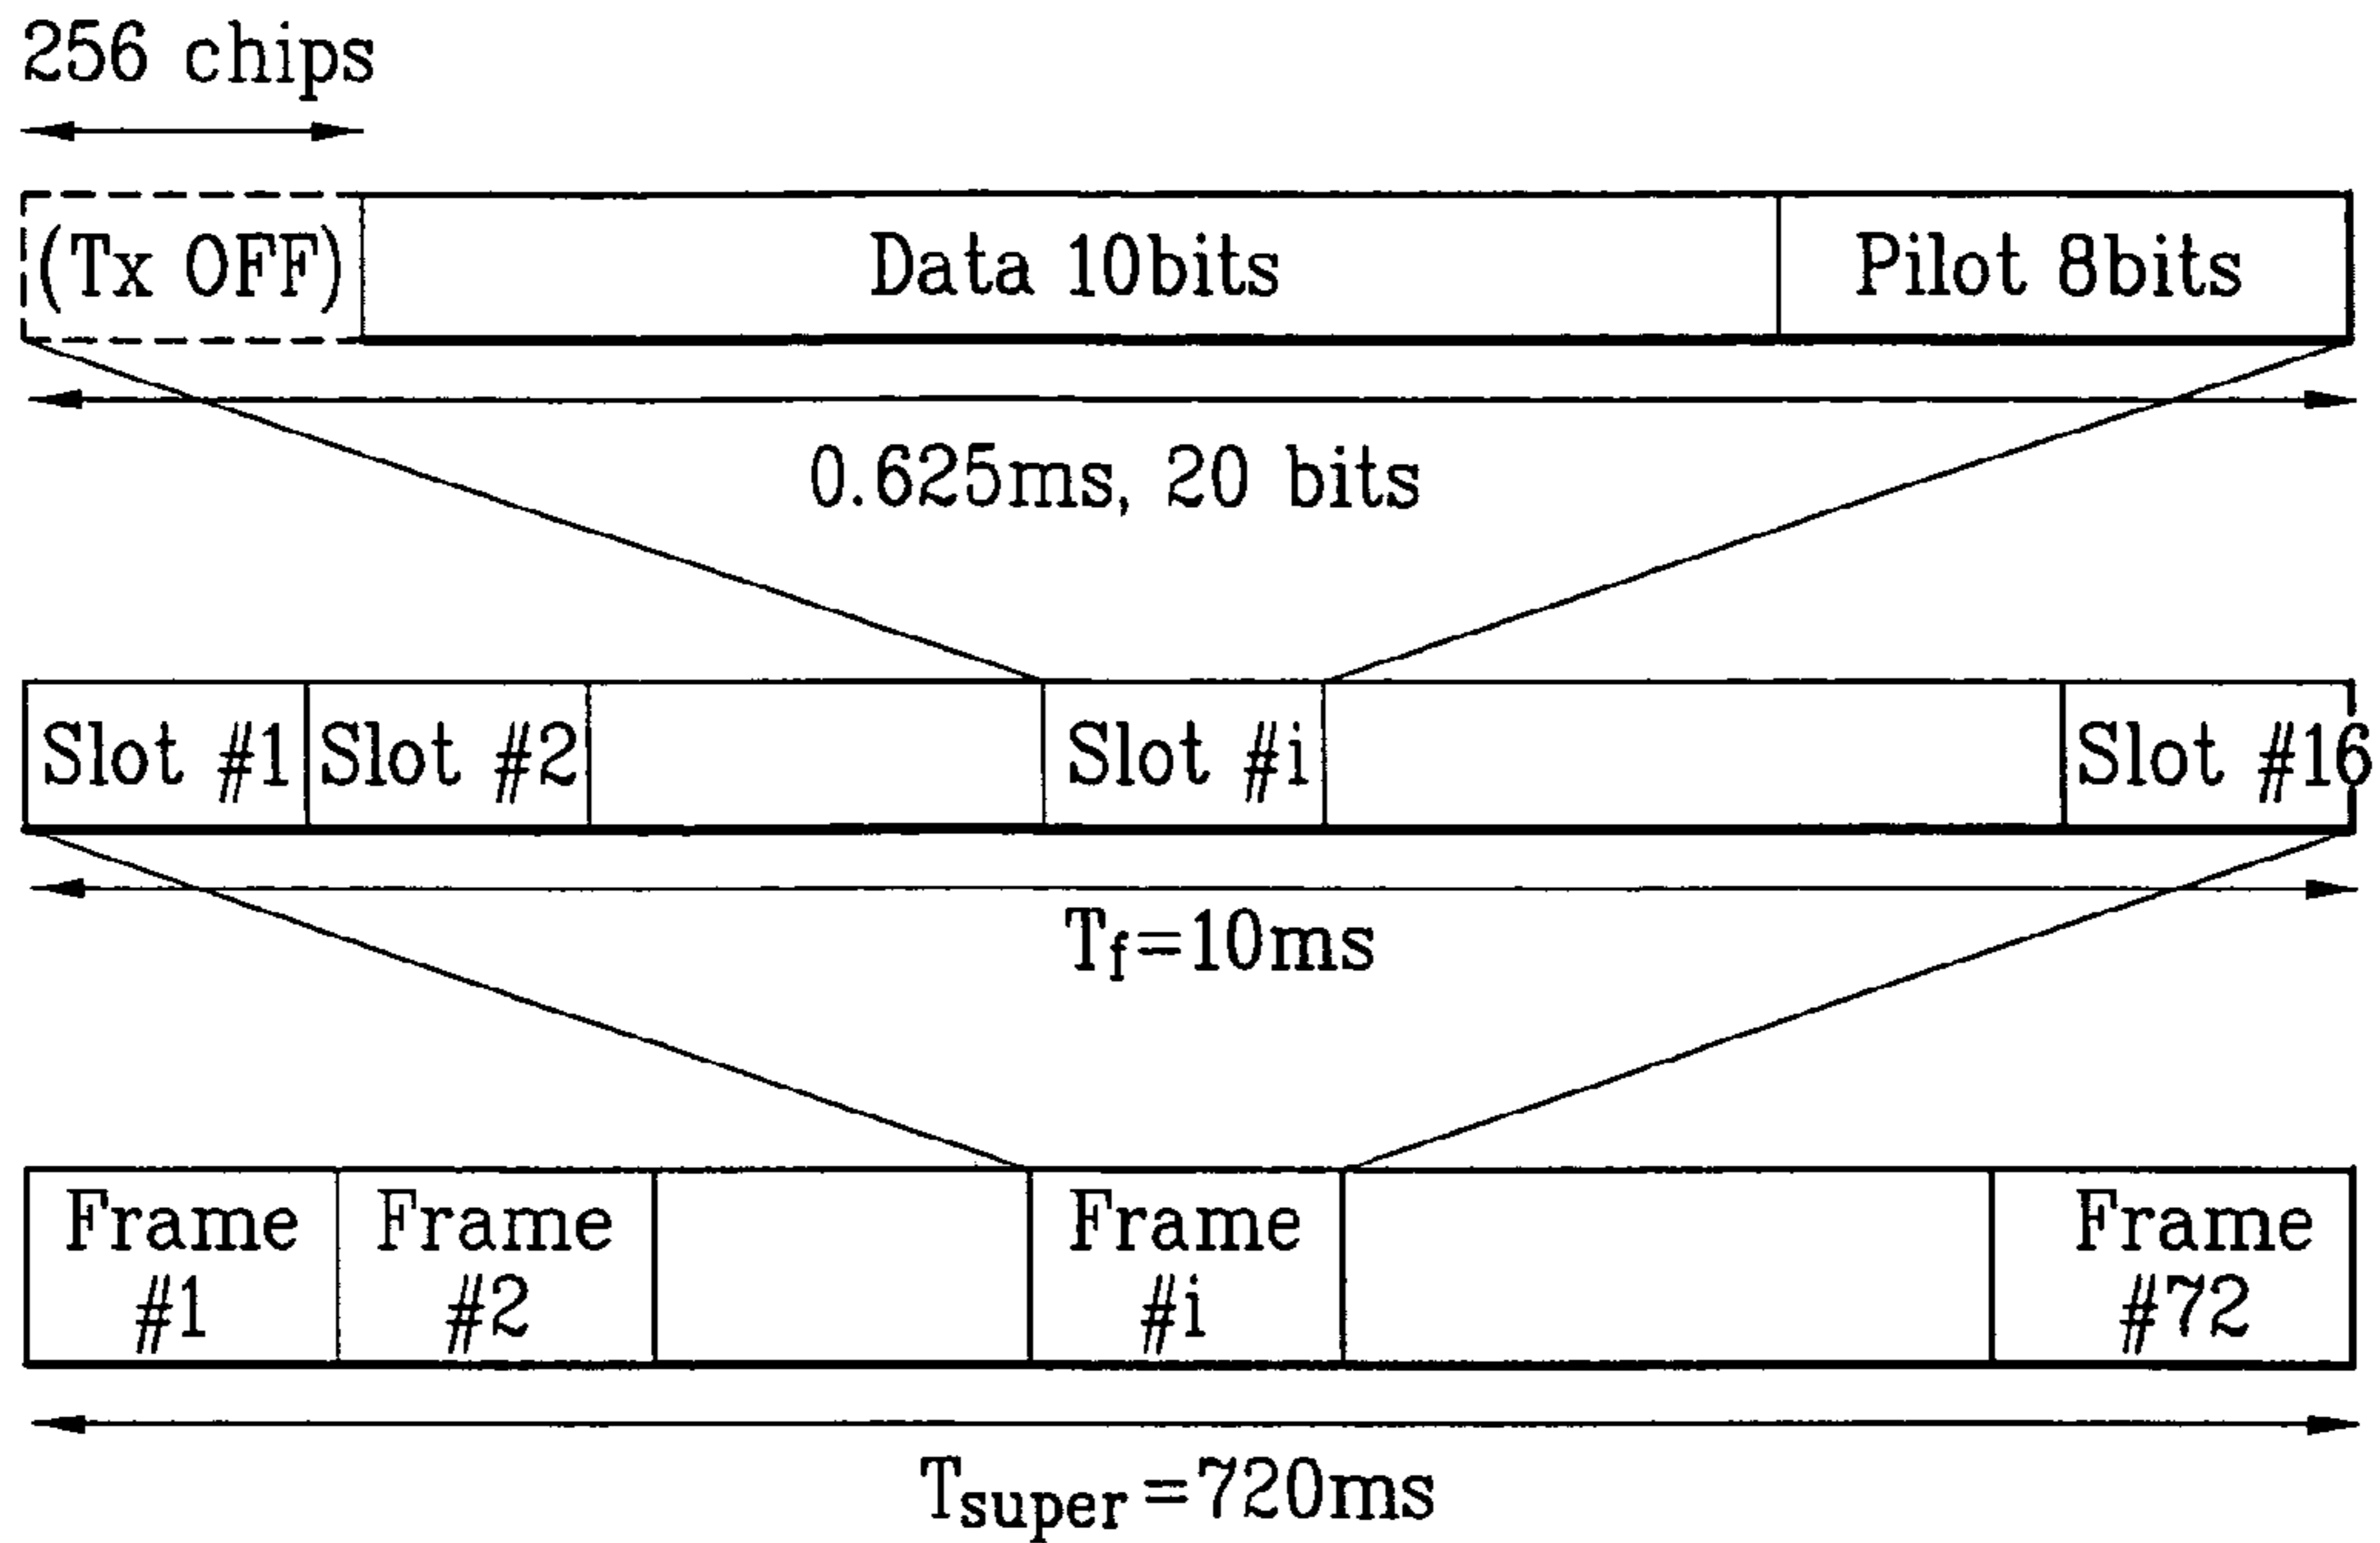 256 chips
(Tx OFF) Data 10bits Pilot 8bits
0.625ms, 20 bits
Slot #1 Slot #2 Slot #i Slot #16
Tf=10ms
Frame Frame Frame Frame
#1 #2 #i #72
Tsuper=720ms